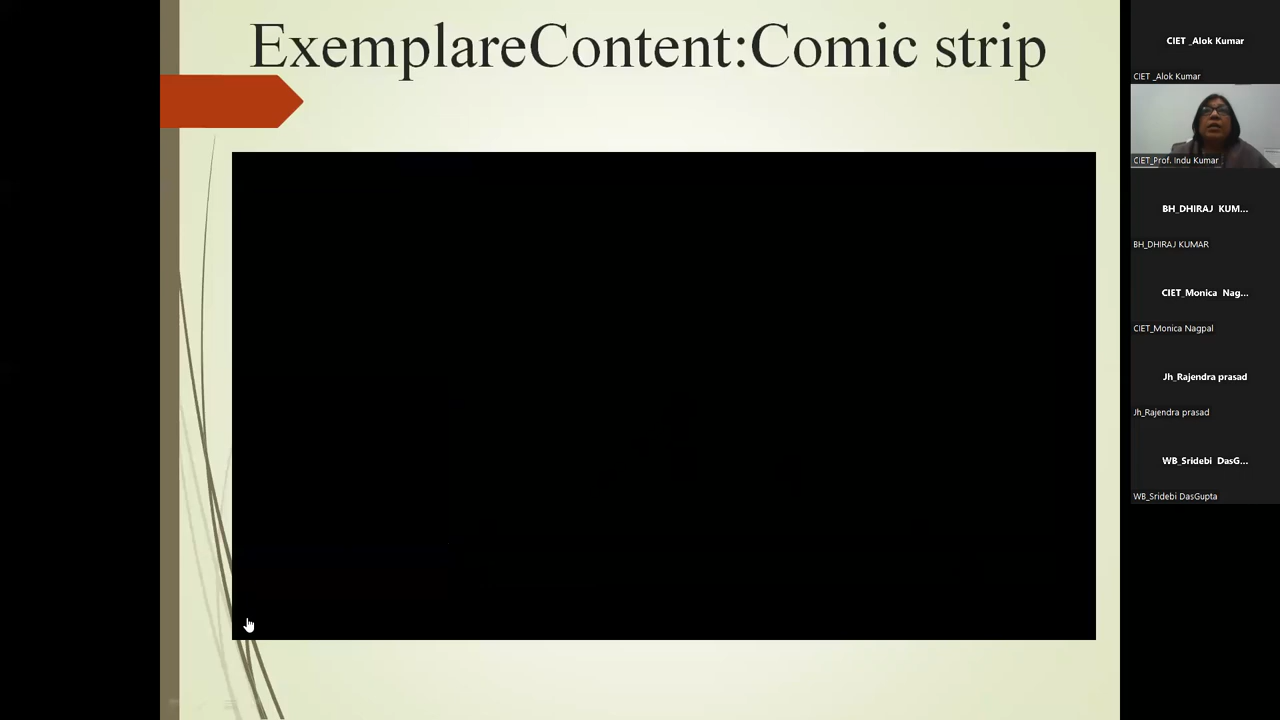 ExemplareContent:Comic strip
CIET _Alok Kumar
CIET _Alok Kumar
CIET_Prof. Indu Kumar
BH_DHIRAJ KUM...
BH_DHIRAJ KUMAR
CIET_Monica Nag...
CIET_Monica Nagpal
Jh_Rajendra prasad
Jh_Rajendra prasad
WB_Sridebi DasG...
WB_Sridebi DasGupta